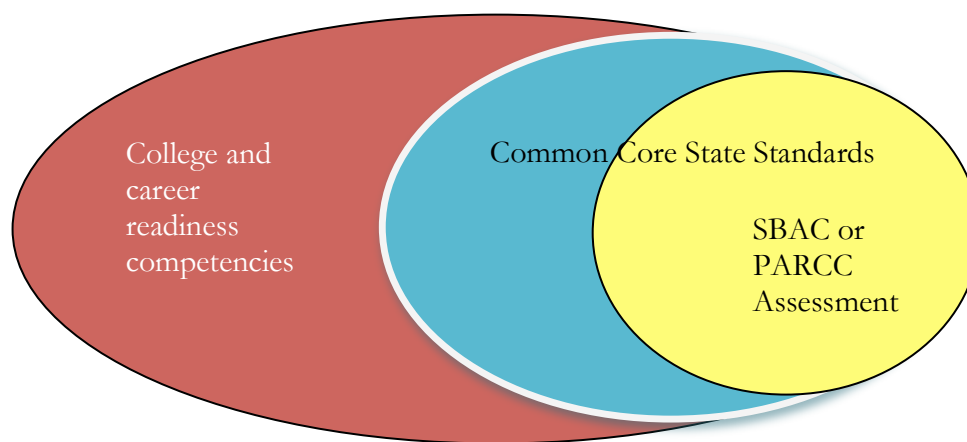 College and
career
readiness
competencies
Common Core State Standards
SBAC or
PARCC
Assessment